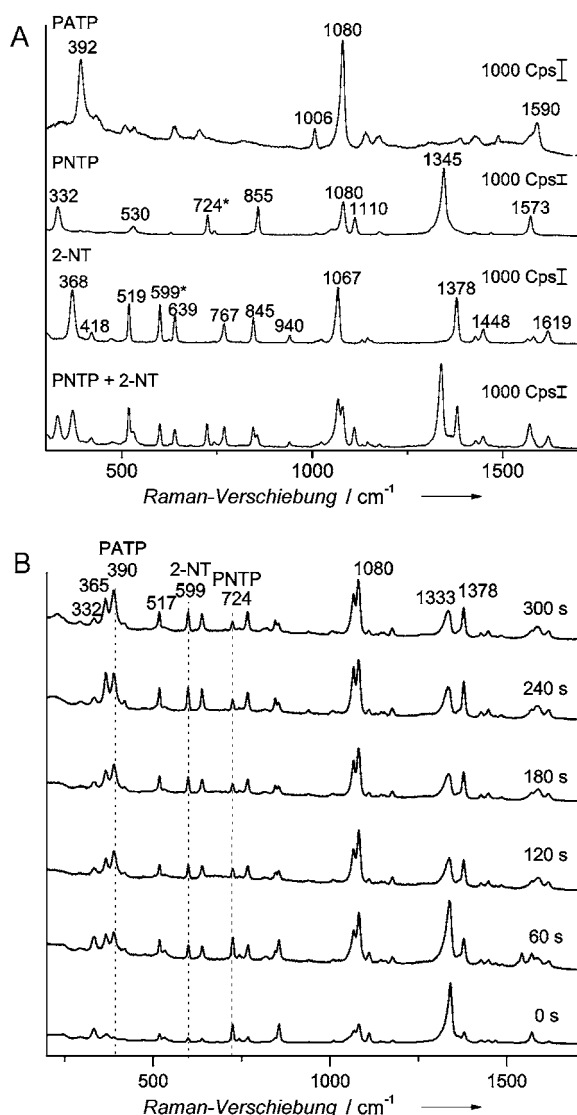 A
PATP
392
1080
1000 Cps
1006
1590
PNTP
332
530
724*
855
1080
1110
1345
1000 Cps
1573
2-NT
368
418
519
599*
639
767
845
940
1067
1378
1000 Cps
1448
1619
PNTP + 2-NT
1000 Cps
500
1000
1500
Raman-Verschiebung / cm⁻¹
B
PATP
390
365
332
517
2-NT
599
PNTP
724
1080
1333
1378
300 s
240 s
180 s
120 s
60 s
0 s
500
1000
1500
Raman-Verschiebung / cm⁻¹